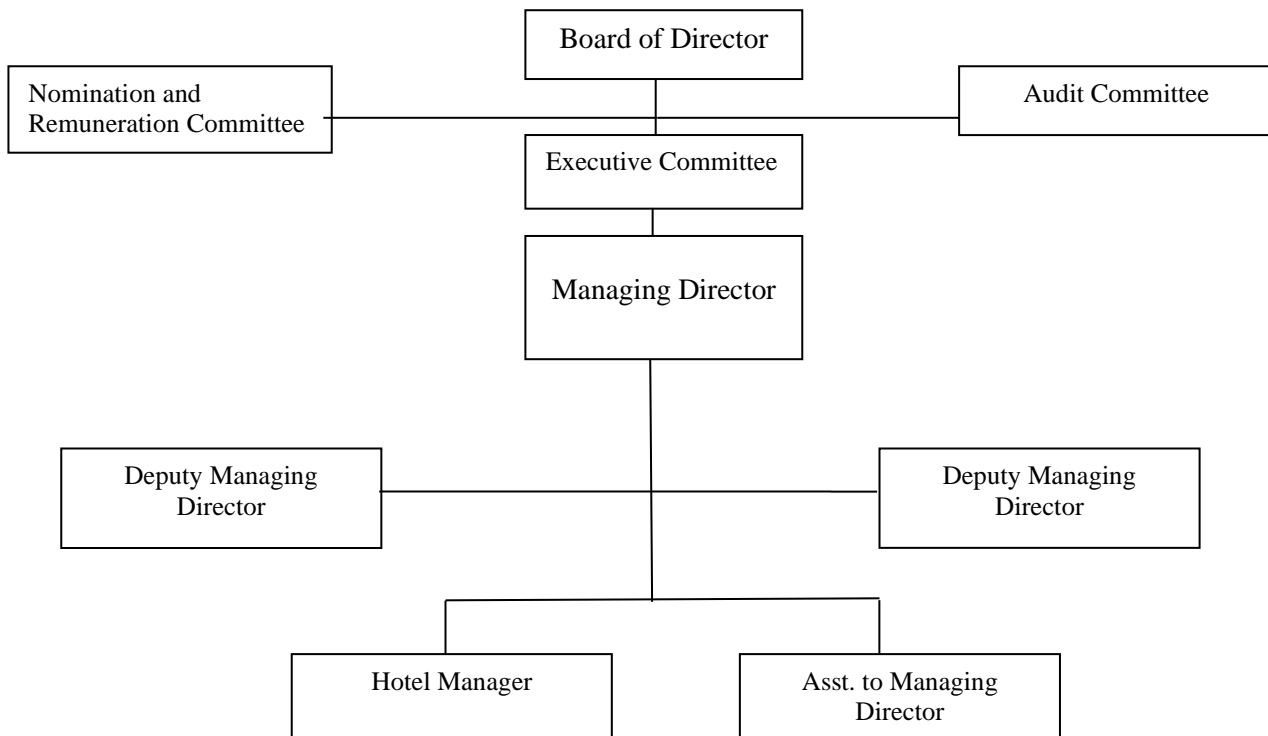 Board of Director
Nomination and
Remuneration Committee
Audit Committee
Executive Committee
Managing Director
Deputy Managing
Director
Deputy Managing
Director
Hotel Manager
Asst. to Managing
Director